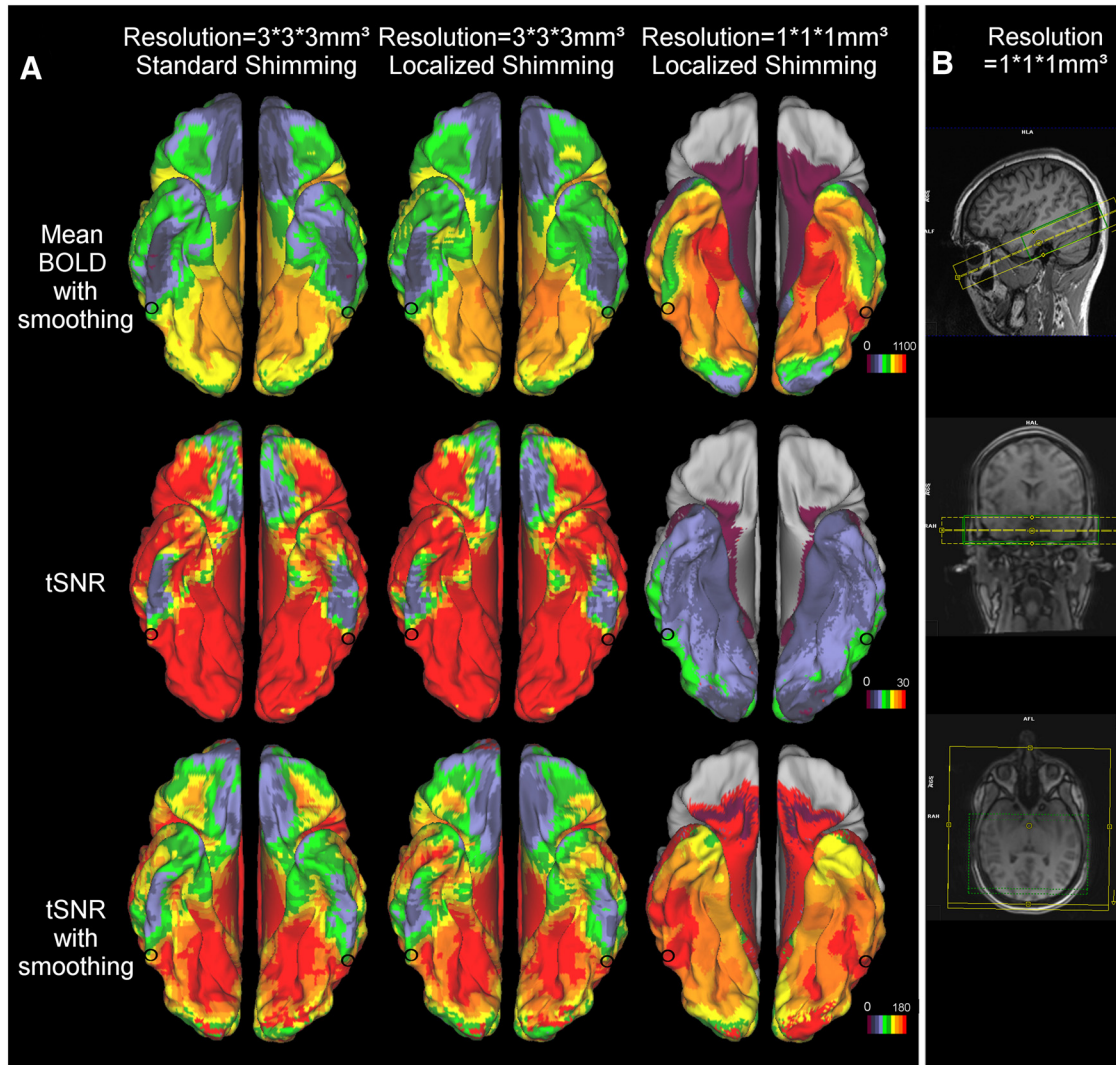 A
Resolution=3*3*3mm³
Standard Shimming
Resolution=3*3*3mm³
Localized Shimming
Resolution=1*1*1mm³
Localized Shimming
Mean
BOLD
with
smoothing
0 1100
tSNR
0 30
tSNR
with
smoothing
0 180
B
Resolution
=1*1*1mm³
HLA
ALF
HAL
RAH
AFL
RAH